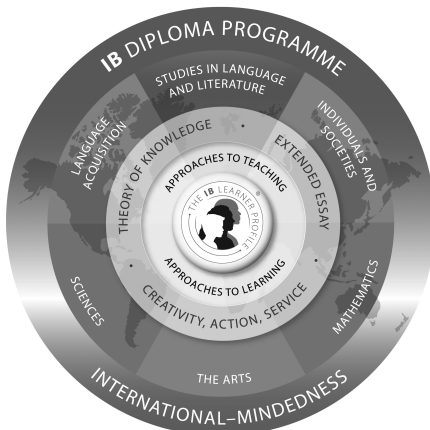 IB DIPLOMA PROGRAMME
STUDIES IN LANGUAGE
AND LITERATURE
LANGUAGE
ACQUISITION
INDIVIDUALS AND
SOCIETIES
THEORY OF KNOWLEDGE
EXTENDED ESSAY
APPROACHES TO TEACHING
THE IB LEARNER PROFILE
®
APPROACHES TO LEARNING
CREATIVITY, ACTION, SERVICE
SCIENCES
MATHEMATICS
THE ARTS
INTERNATIONAL–MINDEDNESS